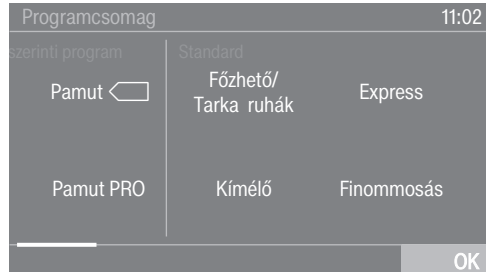 Programcsomag 11:02
szerinti program Standard
Pamut Főzhető/ Express
Tarka ruhák
Pamut PRO Kímélő Finommosás
OK